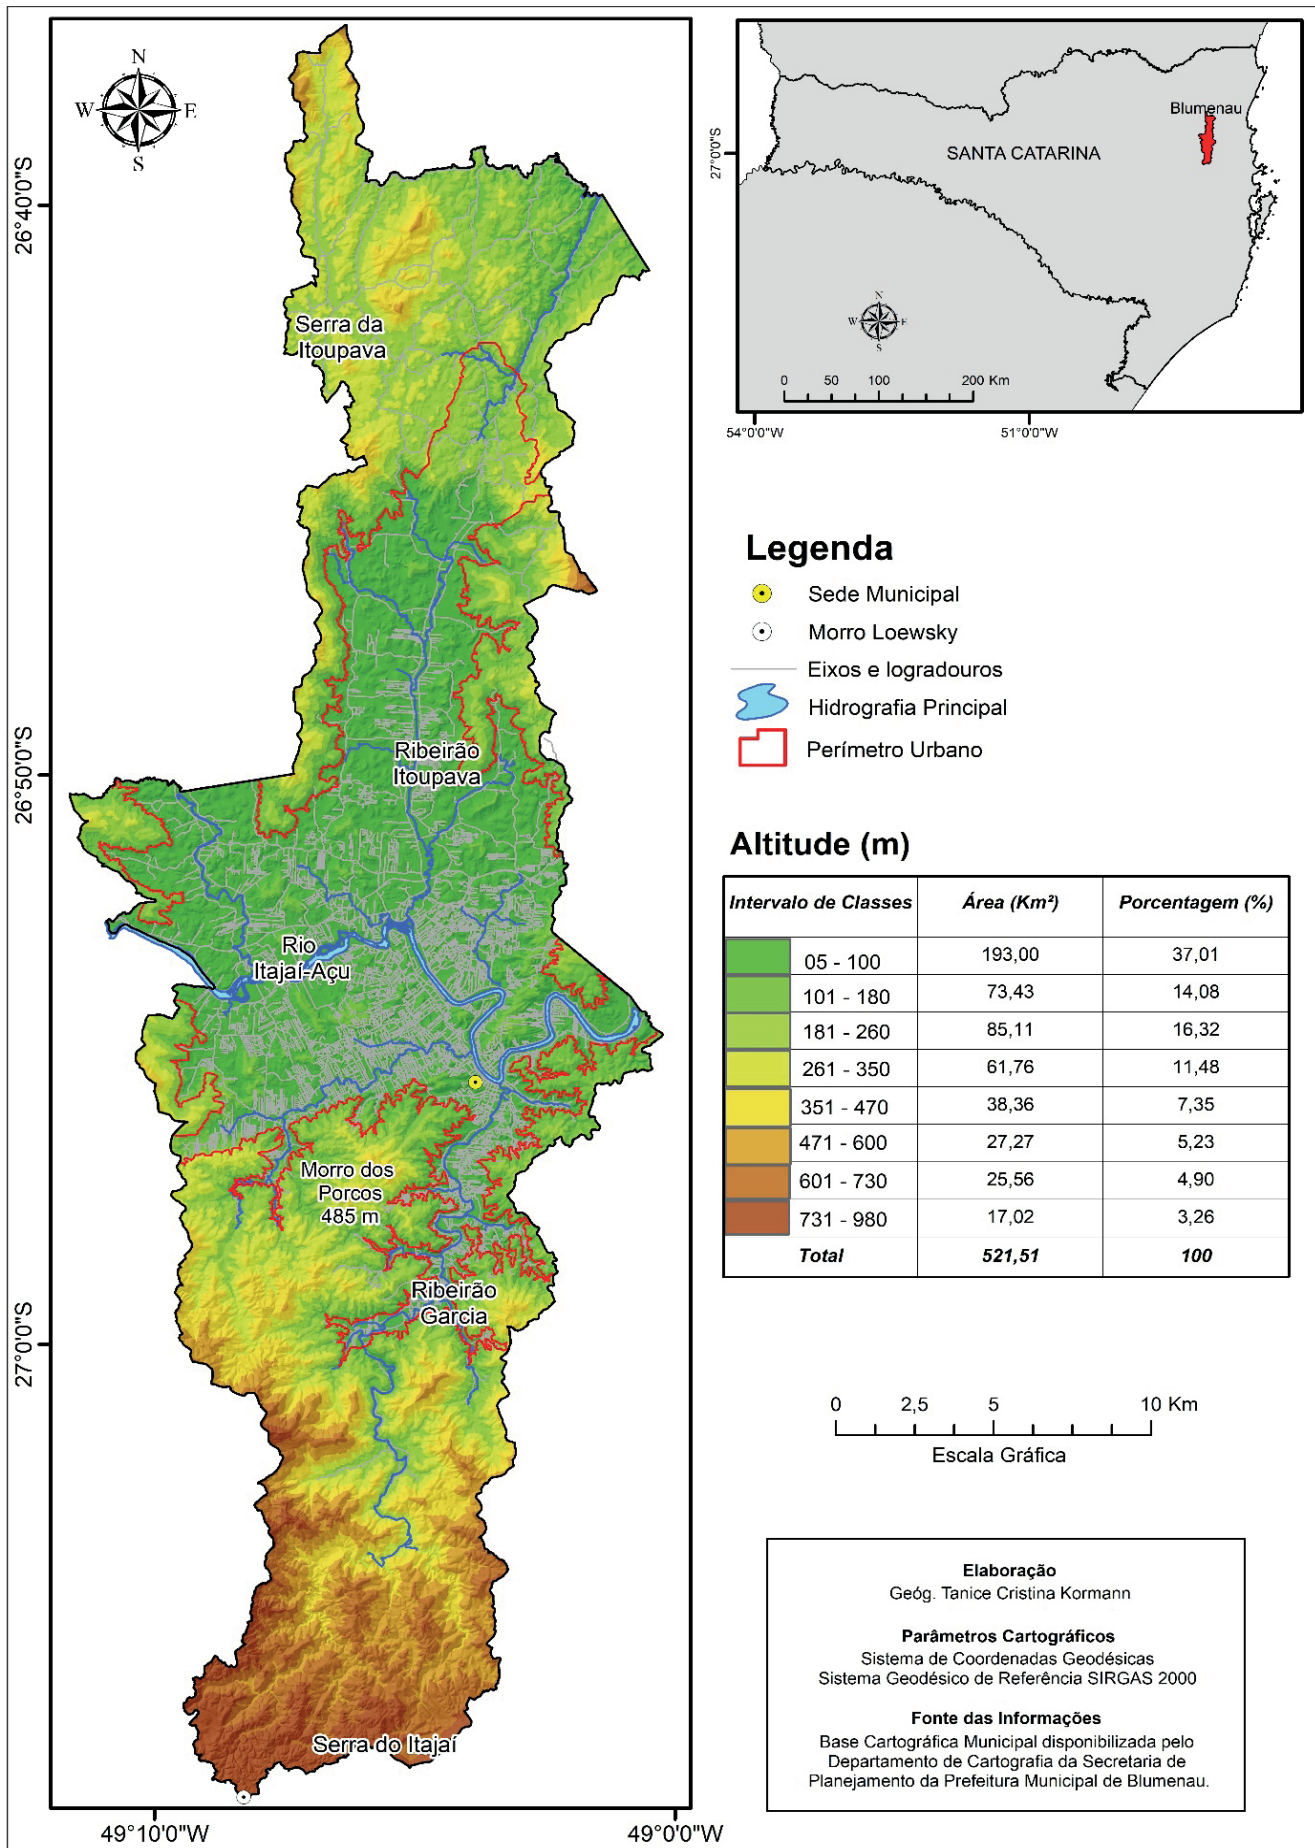 N
W E
S
26°40'0"S
26°50'0"S
27°0'0"S
49°10'0"W
49°0'0"W
Serra da
Itoupava
Ribeirão
Itoupava
Rio
Itajaí-Açu
Morro dos
Porcos
485 m
Ribeirão
Garcia
Serra do Itajaí
Blumenau
SANTA CATARINA
27°0'0"S
N
W E
S
0 50 100 200 Km
54°0'0"W
51°0'0"W
Legenda
Sede Municipal
Morro Loewsky
Eixos e logradouros
Hidrografia Principal
Perímetro Urbano
Altitude (m)
Intervalo de Classes Área (Km²) Porcentagem (%)
05 - 100 193,00 37,01
101 - 180 73,43 14,08
181 - 260 85,11 16,32
261 - 350 61,76 11,48
351 - 470 38,36 7,35
471 - 600 27,27 5,23
601 - 730 25,56 4,90
731 - 980 17,02 3,26
Total 521,51 100
0 2,5 5 10 Km
Escala Gráfica
Elaboração
Geóg. Tanice Cristina Kormann
Parâmetros Cartográficos
Sistema de Coordenadas Geodésicas
Sistema Geodésico de Referência SIRGAS 2000
Fonte das Informações
Base Cartográfica Municipal disponibilizada pelo
Departamento de Cartografia da Secretaria de
Planejamento da Prefeitura Municipal de Blumenau.